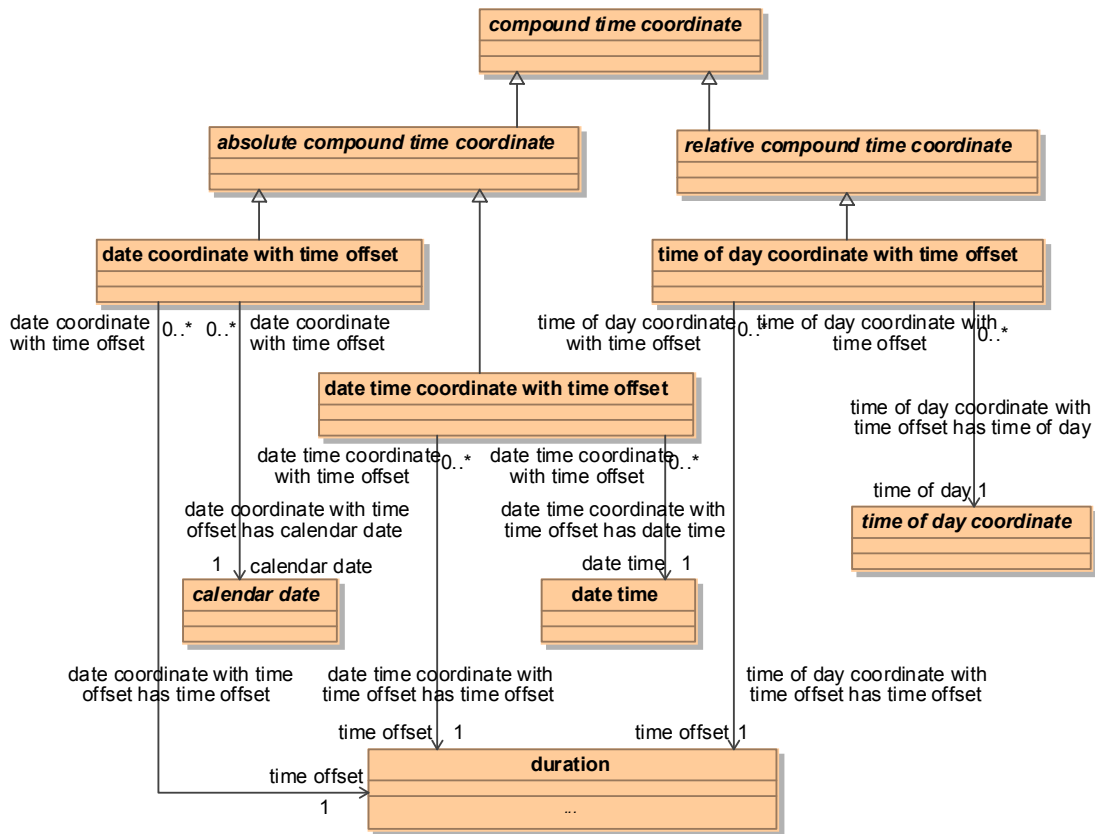 compound time coordinate
absolute compound time coordinate
relative compound time coordinate
date coordinate with time offset
time of day coordinate with time offset
date coordinate
with time offset
0..*
0..*
date coordinate
with time offset
time of day coordinate
with time offset
0..*
time of day coordinate with
time offset
0..*
date time coordinate with time offset
time of day coordinate with
time offset has time of day
date time coordinate
with time offset
0..*
date time coordinate
with time offset
0..*
time of day 1
time of day coordinate
date coordinate with time
offset has calendar date
date time coordinate with
time offset has date time
1 calendar date
date time 1
calendar date
date time
date coordinate with time
offset has time offset
date time coordinate with
time offset has time offset
time of day coordinate with
time offset has time offset
time offset 1
time offset 1
duration
time offset
1
...